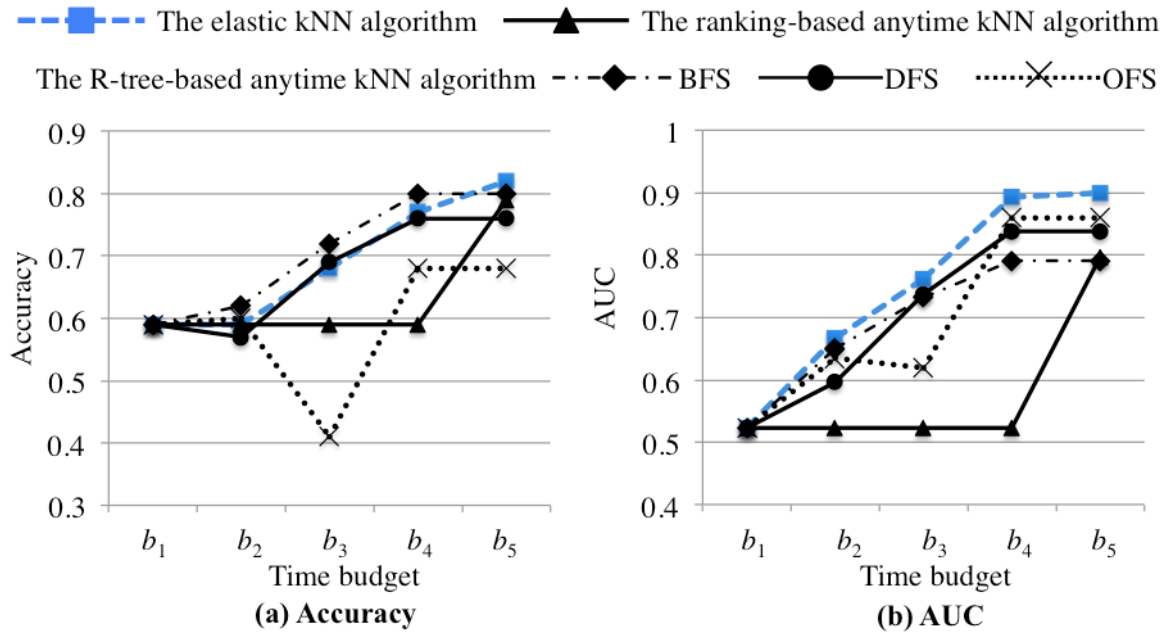 The elastic kNN algorithm The ranking-based anytime kNN algorithm
The R-tree-based anytime kNN algorithm BFS DFS OFS
Accuracy
0.9
0.8
0.7
0.6
0.5
0.4
0.3
b1 b2 b3 b4 b5
Time budget
(a) Accuracy
AUC
1
0.9
0.8
0.7
0.6
0.5
0.4
b1 b2 b3 b4 b5
Time budget
(b) AUC